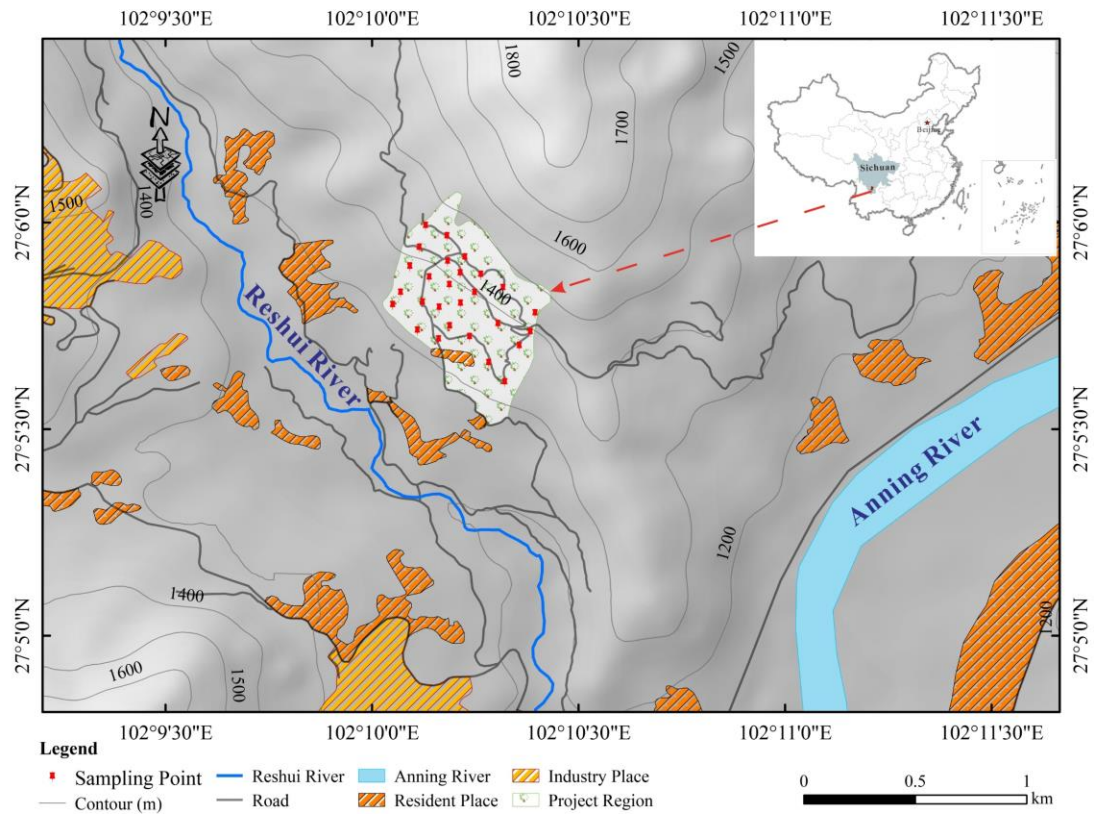 102°9'30"E 102°10'0"E 102°10'30"E 102°11'0"E 102°11'30"E
1800
1500
1700
N
Beijing
Sichuan
1500
1400
27°6'0"N
27°6'0"N
1600
1400
Reshui River
27°5'30"N
27°5'30"N
Anning River
1200
1400
27°5'0"N
27°5'0"N
1200
1600
1500
102°9'30"E 102°10'0"E 102°10'30"E 102°11'0"E 102°11'30"E
Legend
Sampling Point Reshui River Anning River Industry Place
Contour (m) Road Resident Place Project Region
0 0.5 1
km